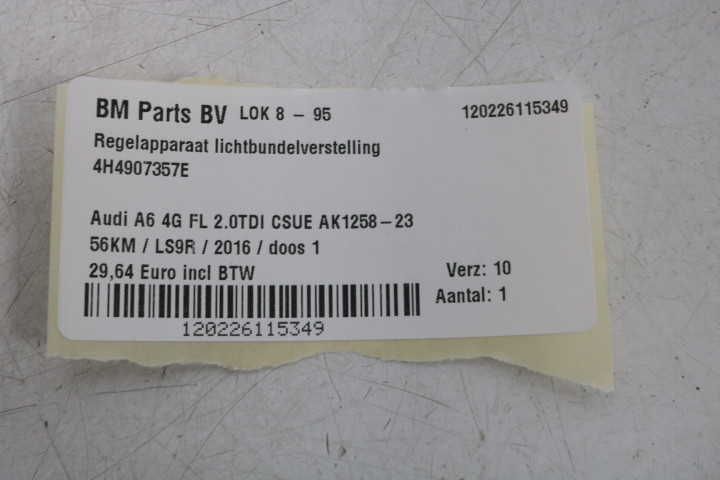 BM Parts BV LOK 8 - 95 120226115349
Regelapparaat lichtbundelverstelling
4H4907357E
Audi A6 4G FL 2.0TDI CSUE AK1258-23
56KM / LS9R / 2016 / doos 1
29,64 Euro incl BTW Verz: 10
Aantal: 1
120226115349